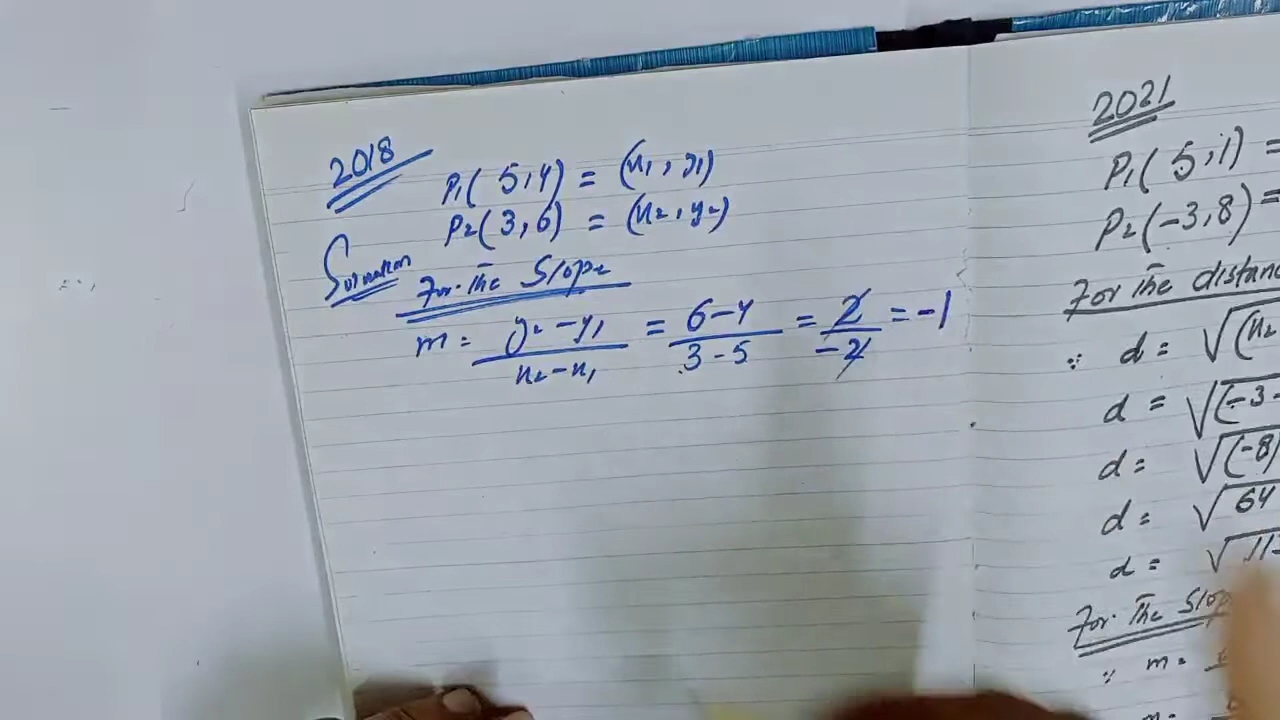 2018
P₁(5,4) = (x₁, y₁)
P₂(3,6) = (x₂, y₂)
Solution
For the Slope
m = y₂-y₁/x₂-x₁ = 6-4/3-5 = 2/-2 = -1
2021
P₁(5,1) =
P₂(-3,8) =
For the distanc
∵ d = √(x₂
d = √(-3-
d = √(-8)
d = √64
d = √11
For the Slop
∵ m =
m =